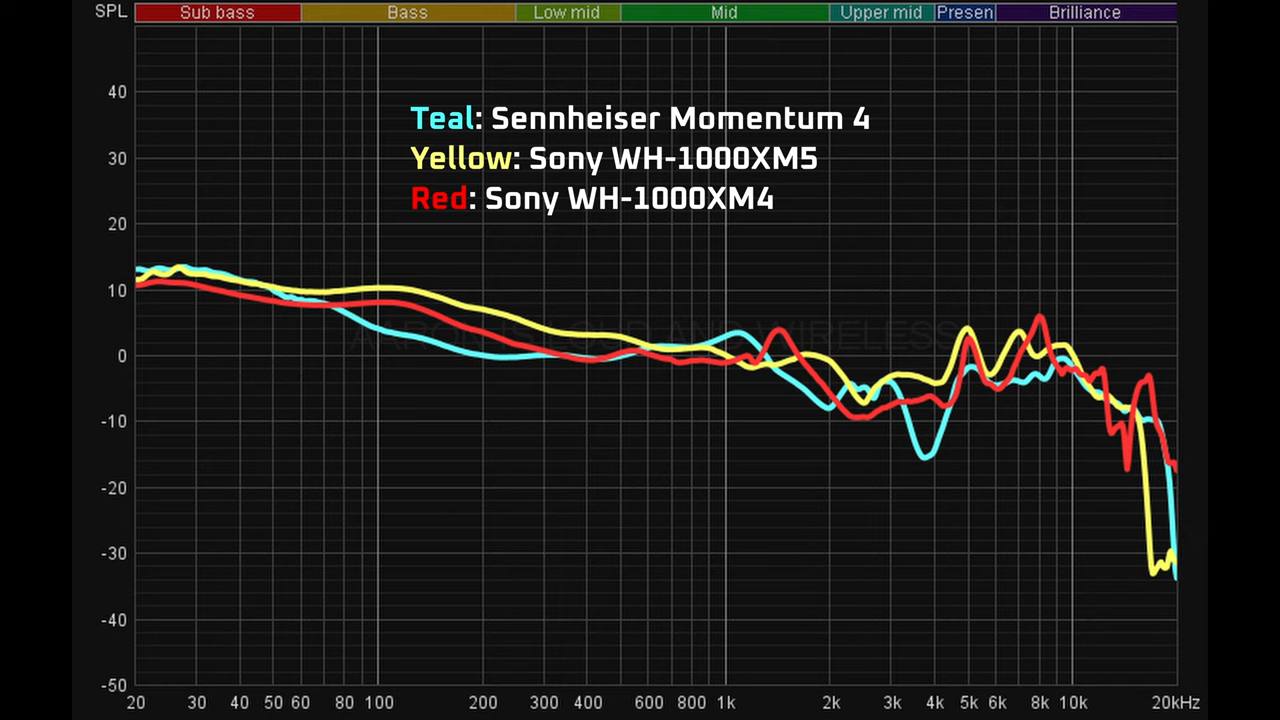 SPL Sub bass Bass Low mid Mid Upper mid Presen Brilliance
40
Teal: Sennheiser Momentum 4
Yellow: Sony WH-1000XM5
30
Red: Sony WH-1000XM4
20
10
0
-10
-20
-30
-40
-50
20 30 40 50 60 80 100 200 300 400 600 800 1k 2k 3k 4k 5k 6k 8k 10k 20kHz